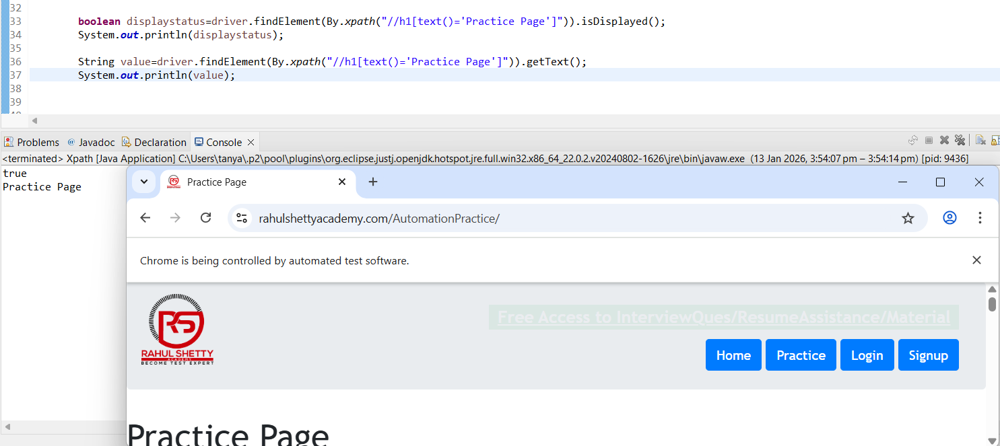 32
33 boolean displaystatus=driver.findElement(By.xpath("//h1[text()='Practice Page']")).isDisplayed();
34 System.out.println(displaystatus);
35
36 String value=driver.findElement(By.xpath("//h1[text()='Practice Page']")).getText();
37 System.out.println(value);
38
39
Problems @ Javadoc Declaration Console
<terminated> Xpath [Java Application] C:\Users\tanya\.p2\pool\plugins\org.eclipse.justj.openjdk.hotspot.jre.full.win32.x86_64_22.0.2.v20240802-1626\jre\bin\javaw.exe (13 Jan 2026, 3:54:07 pm – 3:54:14 pm) [pid: 9436]
true
Practice Page
Practice Page
rahulshettyacademy.com/AutomationPractice/
Chrome is being controlled by automated test software.
RS
RAHUL SHETTY
ACADEMY
BECOME TEST EXPERT
Free Access to InterviewQues/ResumeAssistance/Material
Home Practice Login Signup
Practice Page